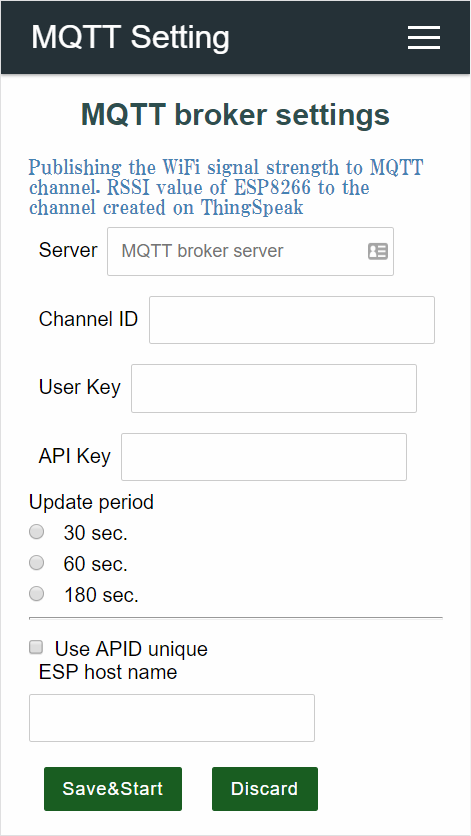 MQTT Setting
MQTT broker settings
Publishing the WiFi signal strength to MQTT
channel. RSSI value of ESP8266 to the
channel created on ThingSpeak
Server MQTT broker server
Channel ID
User Key
API Key
Update period
30 sec.
60 sec.
180 sec.
Use APID unique
ESP host name
Save&Start Discard